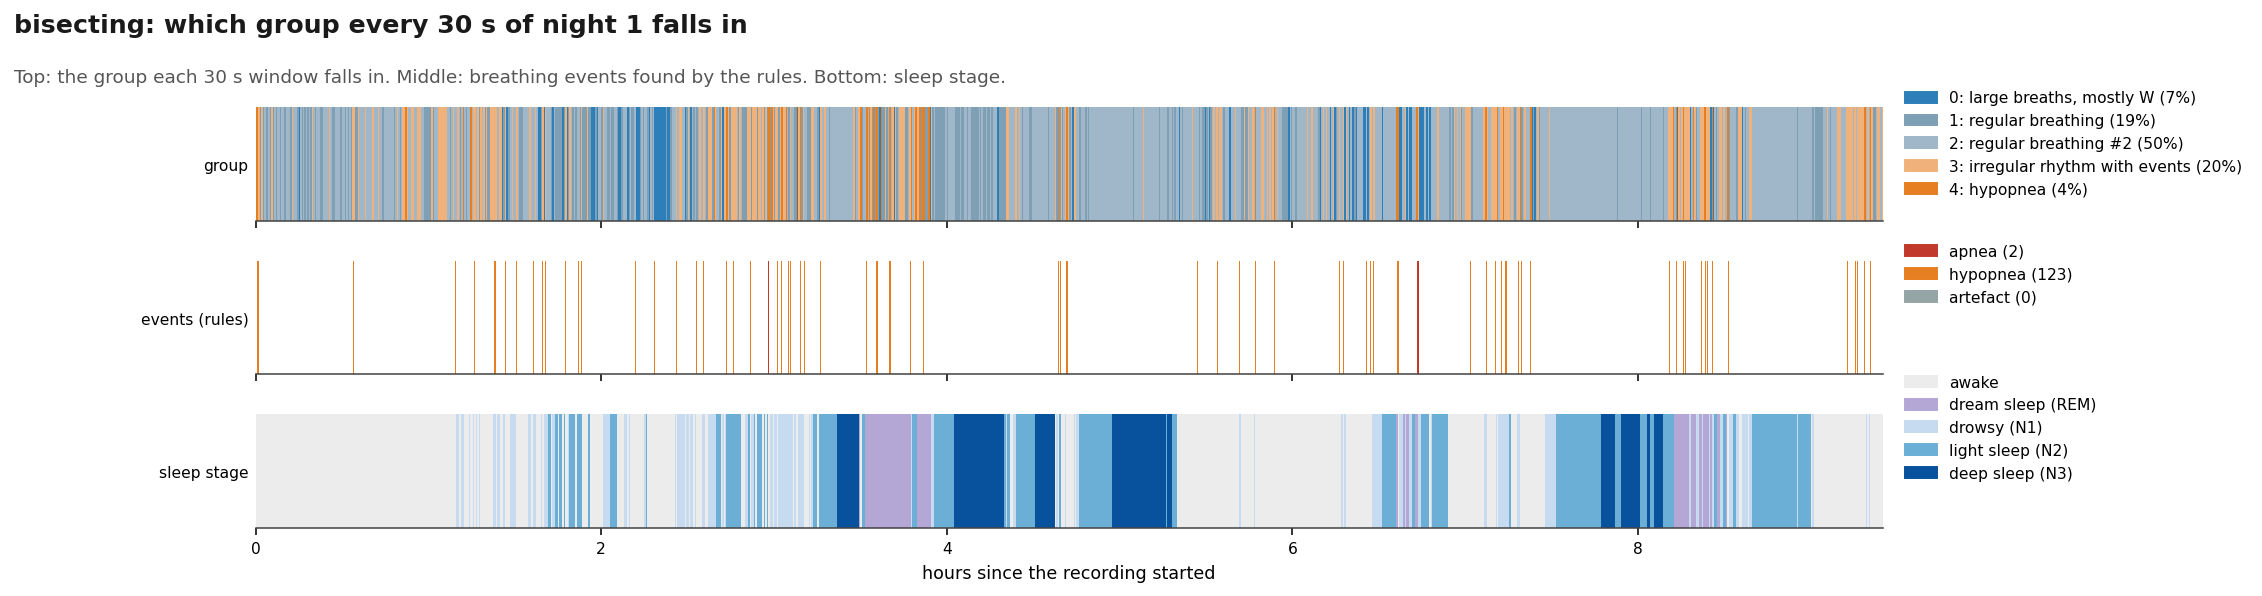 bisecting: which group every 30 s of night 1 falls in
Top: the group each 30 s window falls in. Middle: breathing events found by the rules. Bottom: sleep stage.
group
0: large breaths, mostly W (7%)
1: regular breathing (19%)
2: regular breathing #2 (50%)
3: irregular rhythm with events (20%)
4: hypopnea (4%)
events (rules)
apnea (2)
hypopnea (123)
artefact (0)
sleep stage
awake
dream sleep (REM)
drowsy (N1)
light sleep (N2)
deep sleep (N3)
0 2 4 6 8
hours since the recording started